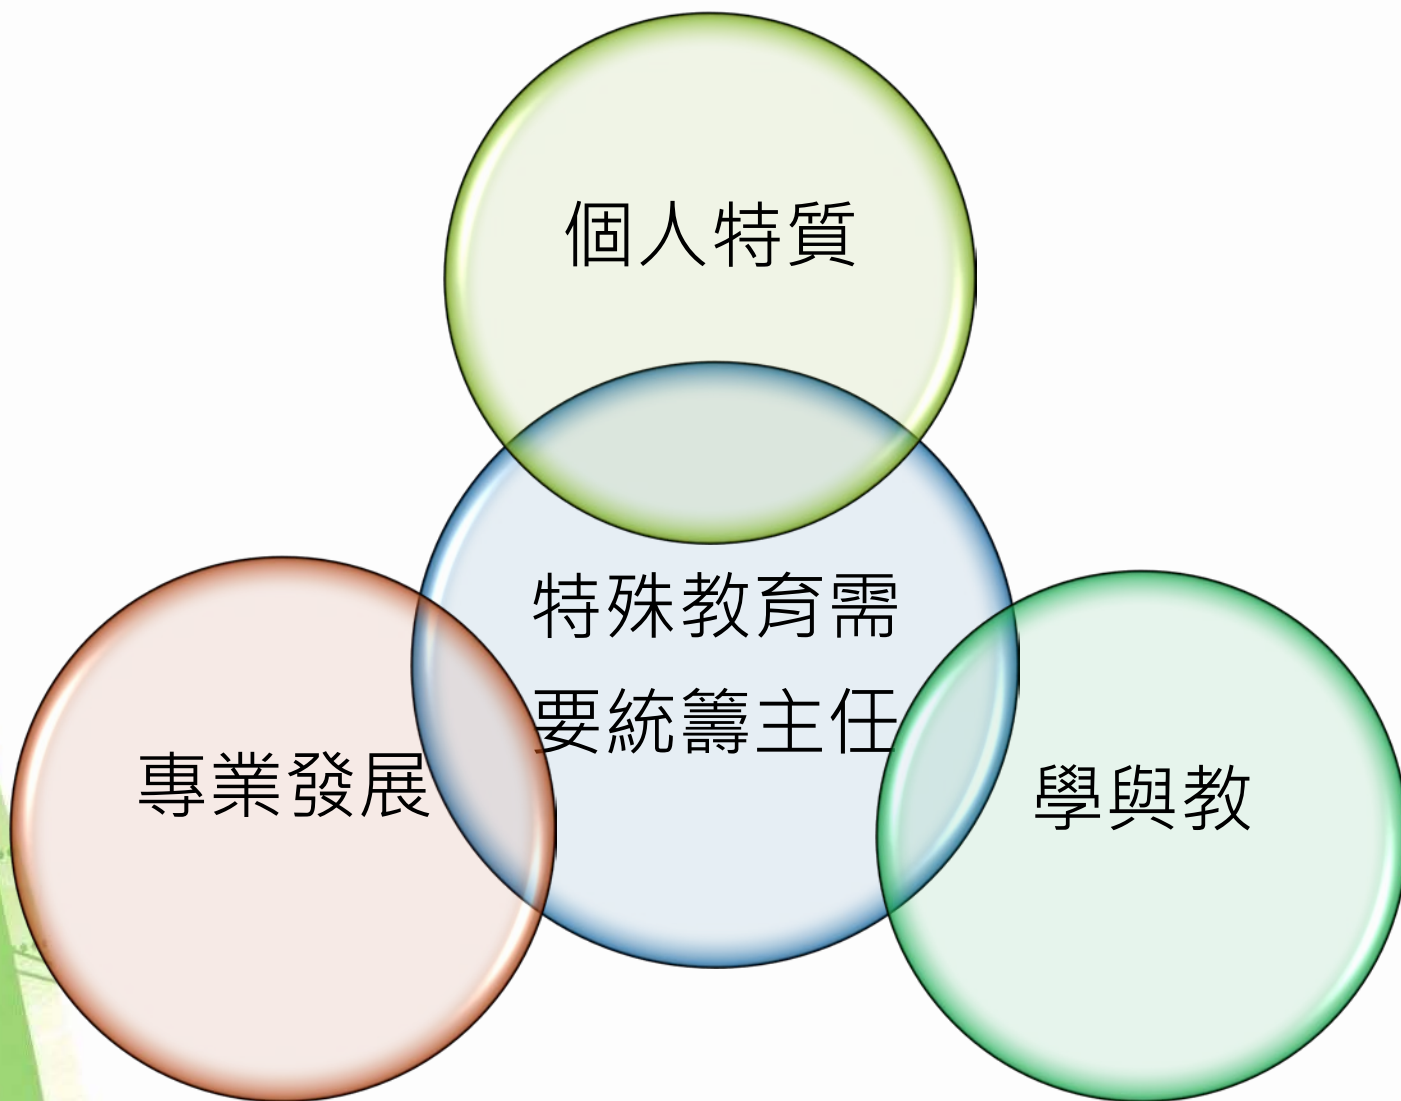 個人特質
特殊教育需
要統籌主任
專業發展
學與教